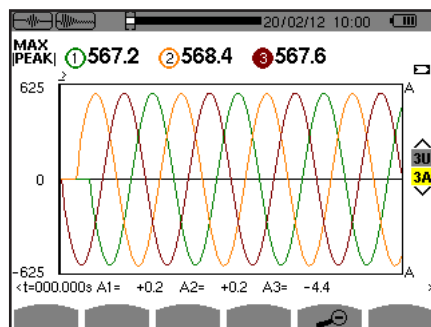 20/02/12 10:00
MAX
|PEAK| 1 567.2 2 568.4 3 567.6
625 A
3U
0
3A
-625 A
<t=000.000s A1= +0.2 A2= +0.2 A3= -4.4 >